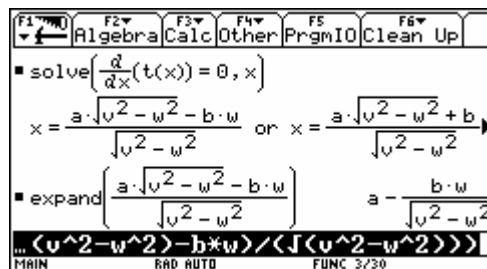 F1 F2 F3 F4 F5 F6
Algebra Calc Other PrgmIO Clean Up
▪ solve(d/dx(t(x)) = 0, x)
x = (a·√(v² − w²) − b·w)/√(v² − w²) or x = (a·√(v² − w²) + b▶
▪ expand((a·√(v² − w²) − b·w)/√(v² − w²)) a − b·w/√(v² − w²
…(v^2-w^2)-b*w)/(√(v^2-w^2)))
MAIN RAD AUTO FUNC 3/30